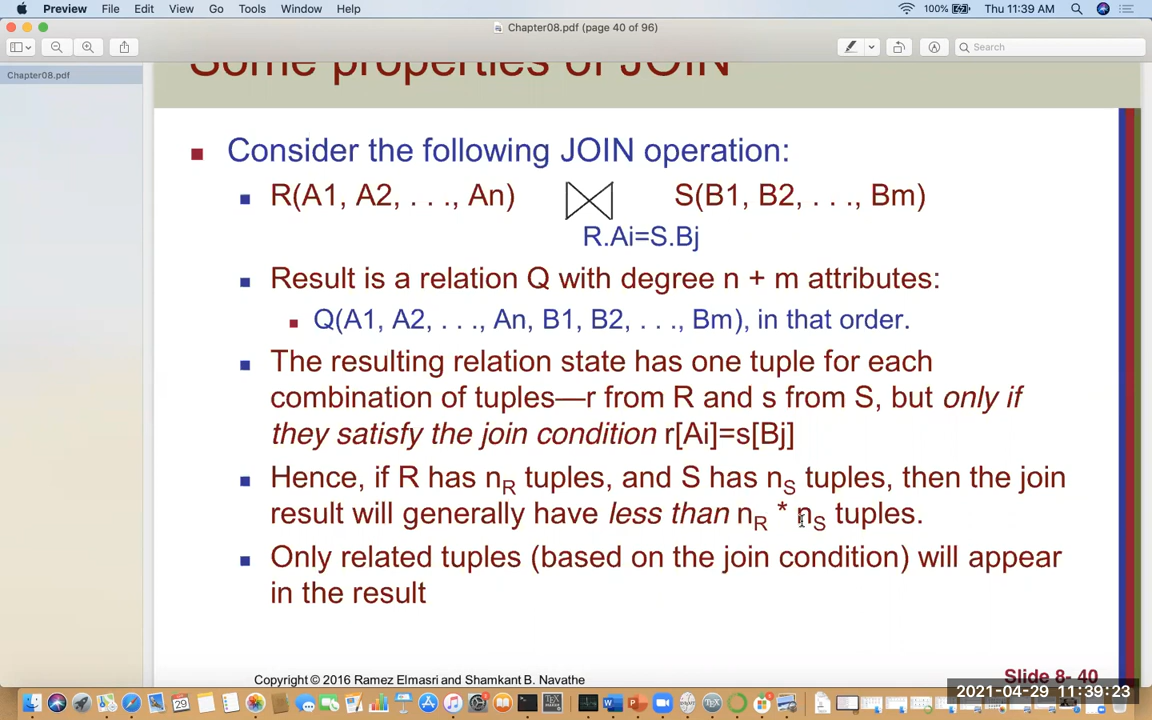 Preview File Edit View Go Tools Window Help 100% Thu 11:39 AM
Chapter08.pdf (page 40 of 96)
Search
Chapter08.pdf
Some properties of JOIN
Consider the following JOIN operation:
R(A1, A2, . . ., An) S(B1, B2, . . ., Bm)
R.Ai=S.Bj
Result is a relation Q with degree n + m attributes:
Q(A1, A2, . . ., An, B1, B2, . . ., Bm), in that order.
The resulting relation state has one tuple for each
combination of tuples—r from R and s from S, but only if
they satisfy the join condition r[Ai]=s[Bj]
Hence, if R has nR tuples, and S has nS tuples, then the join
result will generally have less than nR * nS tuples.
Only related tuples (based on the join condition) will appear
in the result
Copyright © 2016 Ramez Elmasri and Shamkant B. Navathe
Slide 8- 40
2021-04-29 11:39:23